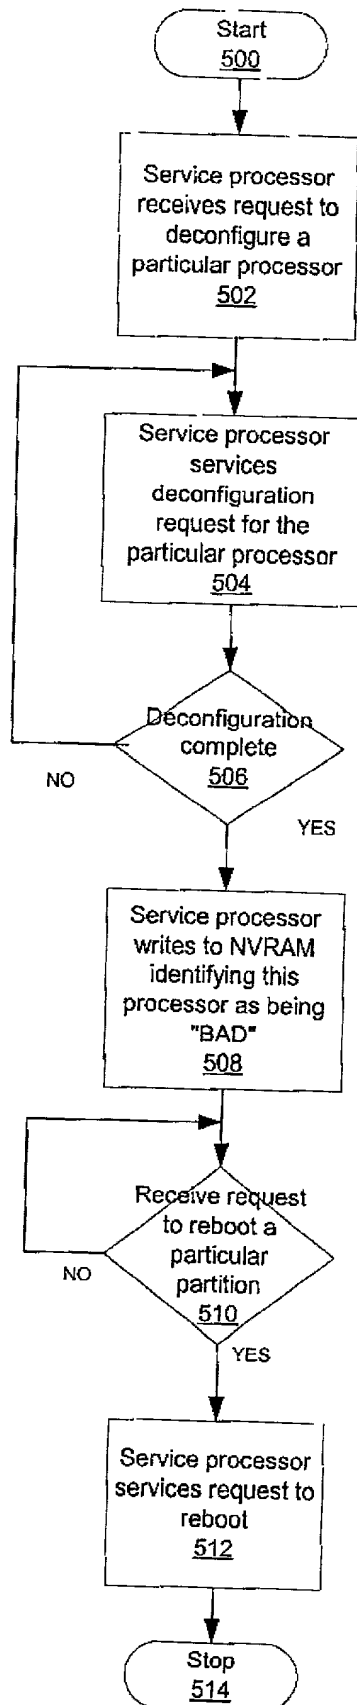 Start
500
Service processor
receives request to
deconfigure a
particular processor
502
Service processor
services
deconfiguration
request for the
particular processor
504
Deconfiguration
complete
506
NO
YES
Service processor
writes to NVRAM
identifying this
processor as being
"BAD"
508
Receive request
to reboot a
particular
partition
510
NO
YES
Service processor
services request to
reboot
512
Stop
514